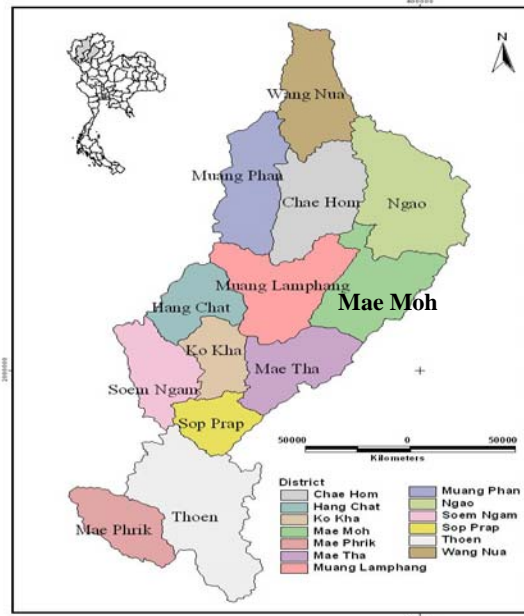 N
Wang Nua
Muang Phan
Chae Hom
Ngao
Muang Lamphang
Mae Moh
Hang Chat
Ko Kha
Mae Tha
Soem Ngam
Sop Prap
50000 0 50000
Kilometers
Thoen
Mae Phrik
District
Chae Hom
Hang Chat
Ko Kha
Mae Moh
Mae Phrik
Mae Tha
Muang Lamphang
Muang Phan
Ngao
Soem Ngam
Sop Prap
Thoen
Wang Nua